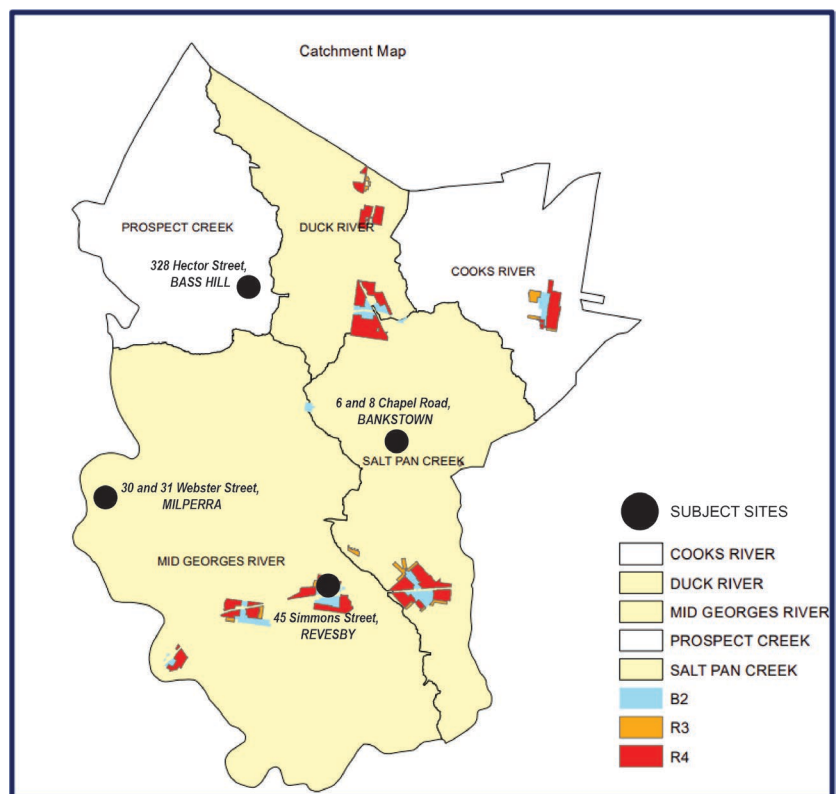 Catchment Map
PROSPECT CREEK
DUCK RIVER
328 Hector Street,
BASS HILL
COOKS RIVER
6 and 8 Chapel Road,
BANKSTOWN
SALT PAN CREEK
30 and 31 Webster Street,
MILPERRA
MID GEORGES RIVER
45 Simmons Street,
REVESBY
SUBJECT SITES
COOKS RIVER
DUCK RIVER
MID GEORGES RIVER
PROSPECT CREEK
SALT PAN CREEK
B2
R3
R4